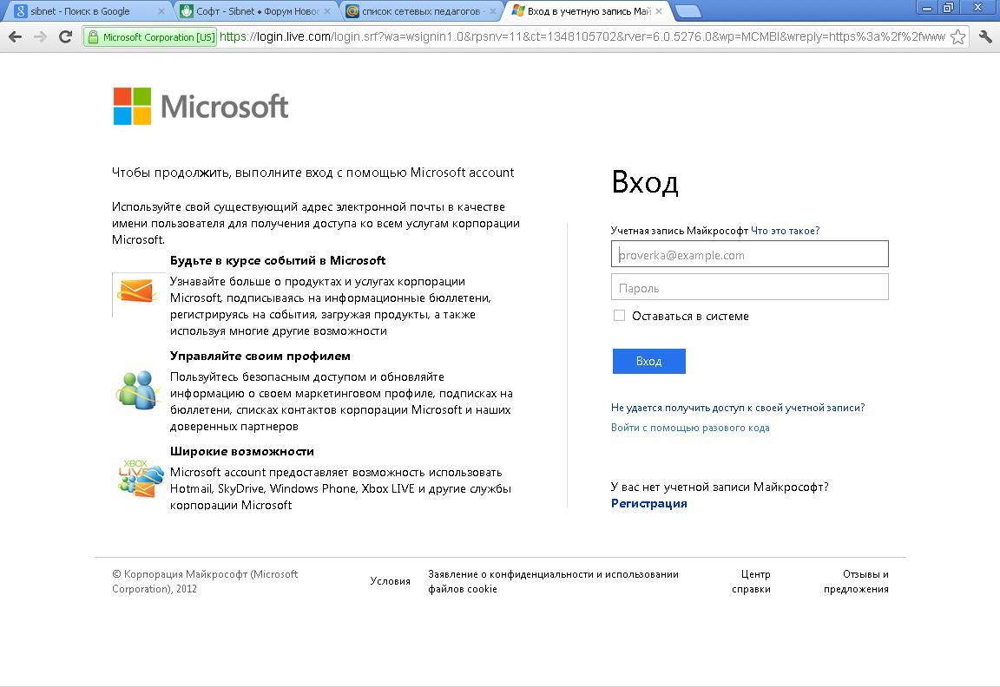 sibnet - Поиск в Google
Софт - Sibnet • Форум Ново
список сетевых педагогов -
Вход в учетную запись Май
Microsoft Corporation [US]
https://login.live.com/login.srf?wa=wsignin1.0&rpsnv=11&ct=1348105702&rver=6.0.5276.0&wp=MCMBI&wreply=https%3a%2f%2fwww
Microsoft
Чтобы продолжить, выполните вход с помощью Microsoft account
Используйте свой существующий адрес электронной почты в качестве
имени пользователя для получения доступа ко всем услугам корпорации
Microsoft.
Будьте в курсе событий в Microsoft
Узнавайте больше о продуктах и услугах корпорации
Microsoft, подписываясь на информационные бюллетени,
регистрируясь на события, загружая продукты, а также
используя многие другие возможности
Управляйте своим профилем
Пользуйтесь безопасным доступом и обновляйте
информацию о своем маркетинговом профиле, подписках на
бюллетени, списках контактов корпорации Microsoft и наших
доверенных партнеров
XBOX
LIVE
Широкие возможности
Microsoft account предоставляет возможность использовать
Hotmail, SkyDrive, Windows Phone, Xbox LIVE и другие службы
корпорации Microsoft
Вход
Учетная запись Майкрософт Что это такое?
proverka@example.com
Пароль
Оставаться в системе
Вход
Не удается получить доступ к своей учетной записи?
Войти с помощью разового кода
У вас нет учетной записи Майкрософт?
Регистрация
© Корпорация Майкрософт (Microsoft
Corporation), 2012
Условия
Заявление о конфиденциальности и использовании
файлов cookie
Центр
справки
Отзывы и
предложения